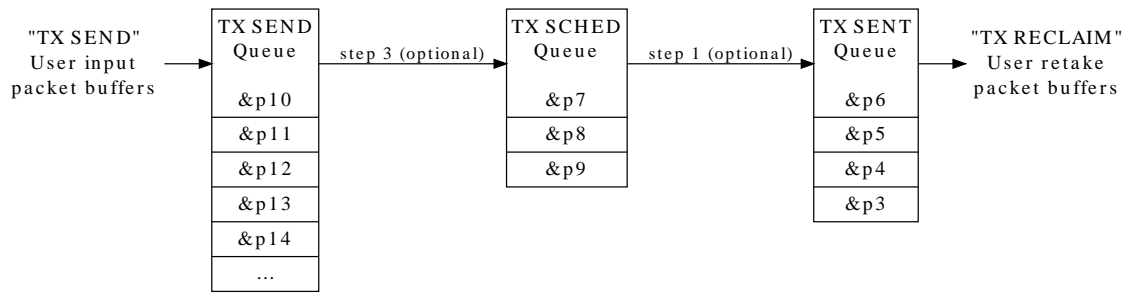 "TX SEND"
User input
packet buffers
TX SEND
Queue
&p10
&p11
&p12
&p13
&p14
...
step 3 (optional)
TX SCHED
Queue
&p7
&p8
&p9
step 1 (optional)
TX SENT
Queue
&p6
&p5
&p4
&p3
"TX RECLAIM"
User retake
packet buffers